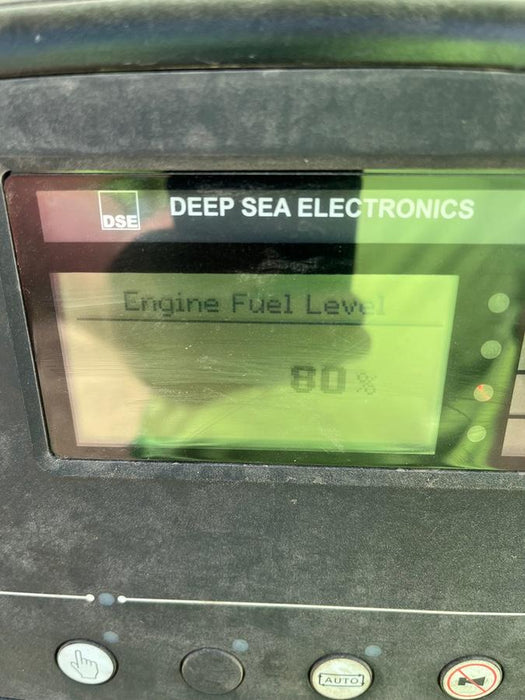 DSE
DEEP SEA ELECTRONICS
Engine Fuel Level
80%
AUTO